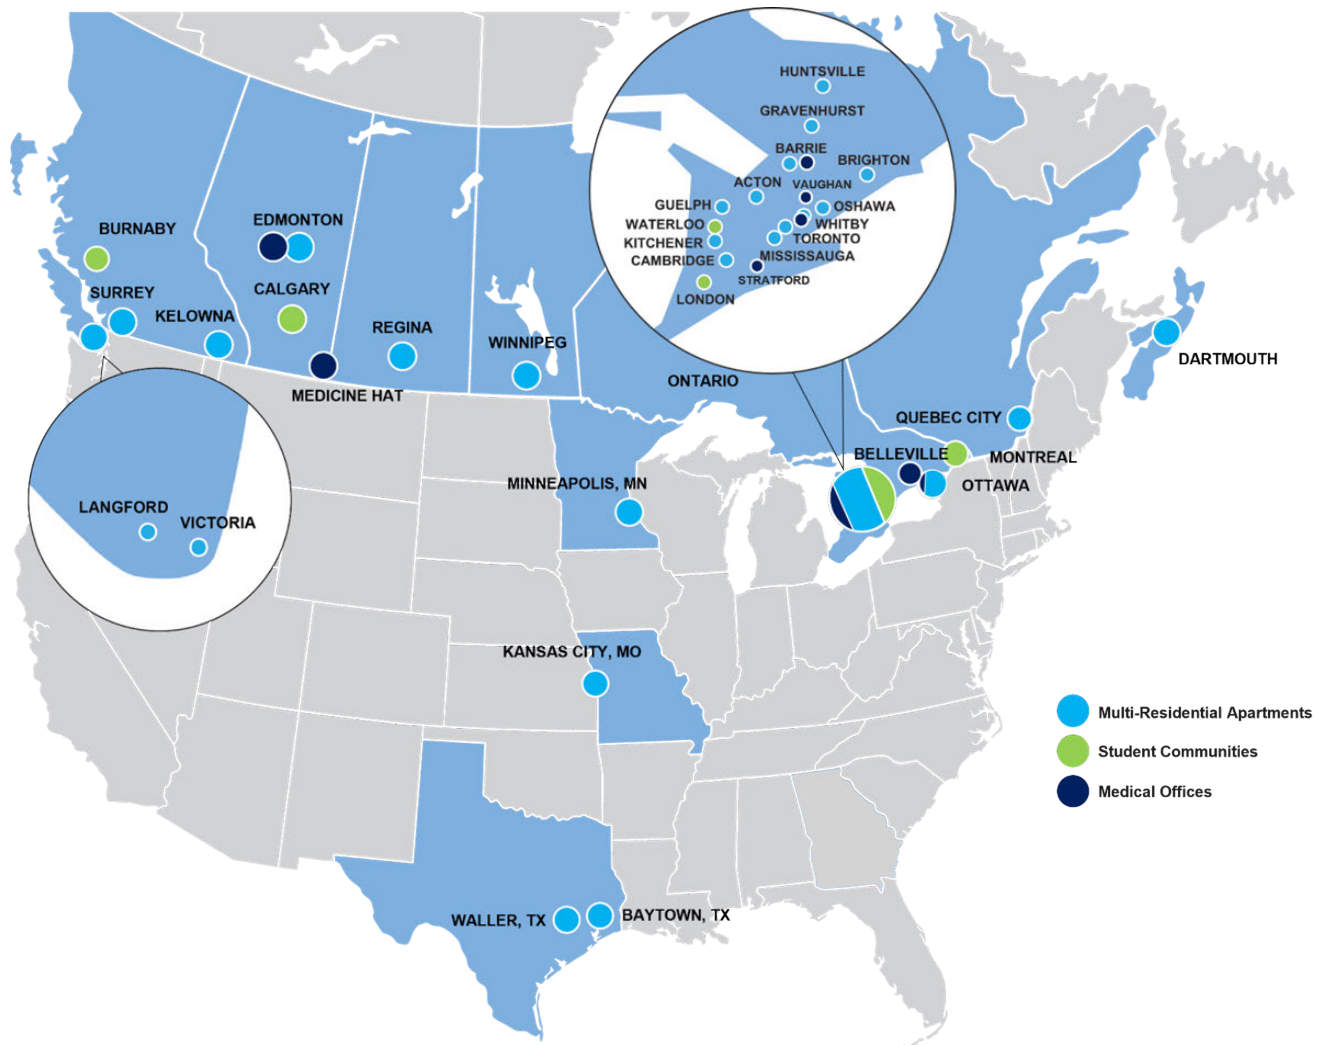 HUNTSVILLE
GRAVENHURST
BARRIE
BRIGHTON
ACTON
VAUGHAN
GUELPH
OSHAWA
WATERLOO
WHITBY
KITCHENER
TORONTO
CAMBRIDGE
MISSISSAUGA
STRATFORD
LONDON
BURNABY
EDMONTON
SURREY
CALGARY
KELOWNA
REGINA
WINNIPEG
MEDICINE HAT
ONTARIO
DARTMOUTH
QUEBEC CITY
BELLEVILLE
MONTREAL
OTTAWA
MINNEAPOLIS, MN
LANGFORD
VICTORIA
KANSAS CITY, MO
WALLER, TX
BAYTOWN, TX
Multi-Residential Apartments
Student Communities
Medical Offices